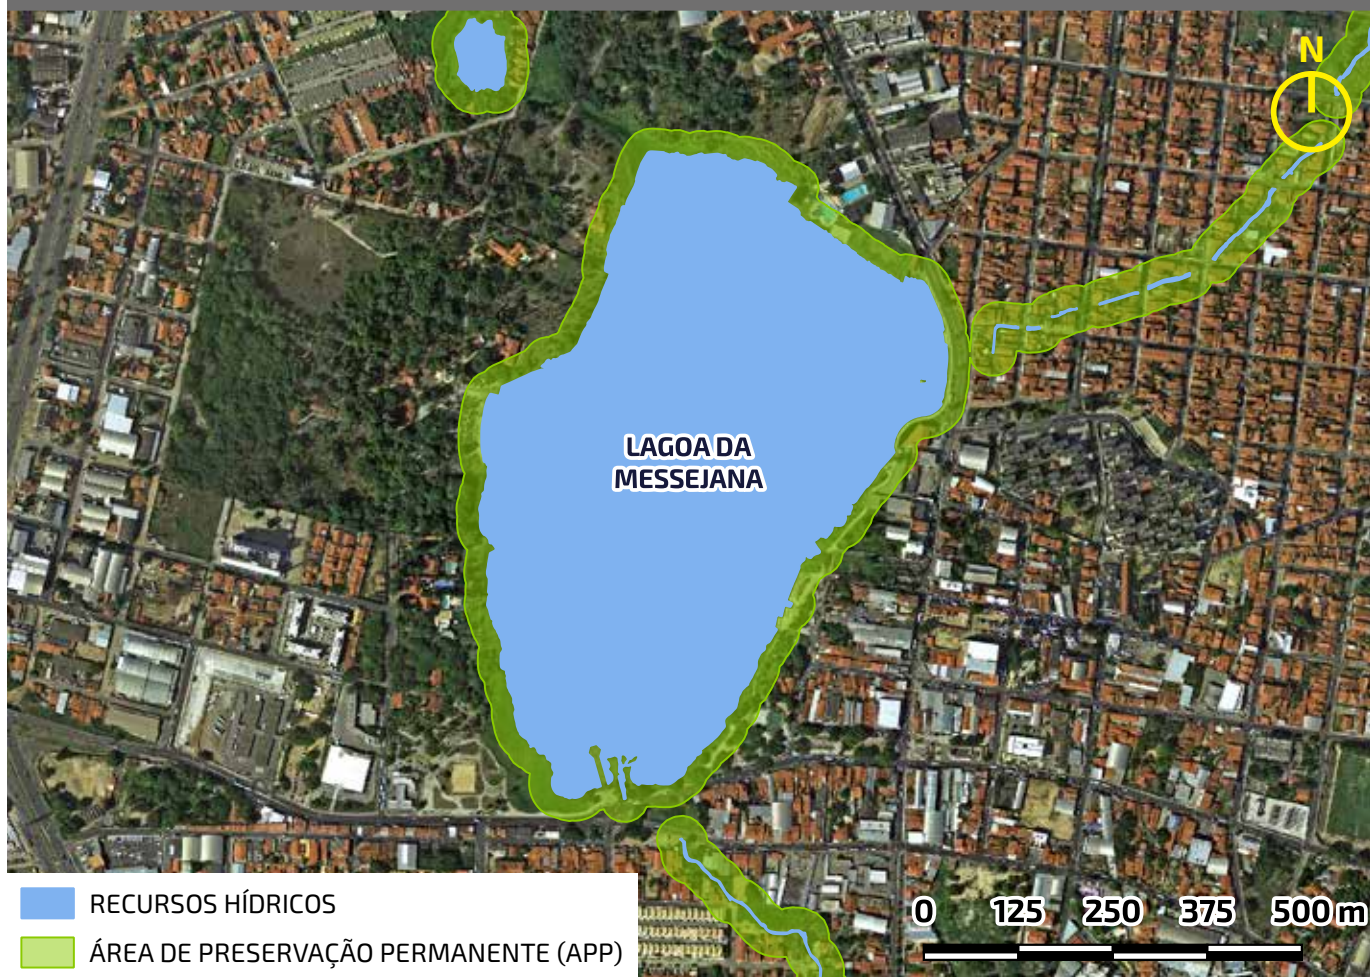 N
LAGOA DA
MESSEJANA
RECURSOS HÍDRICOS
ÁREA DE PRESERVAÇÃO PERMANENTE (APP)
0 125 250 375 500 m